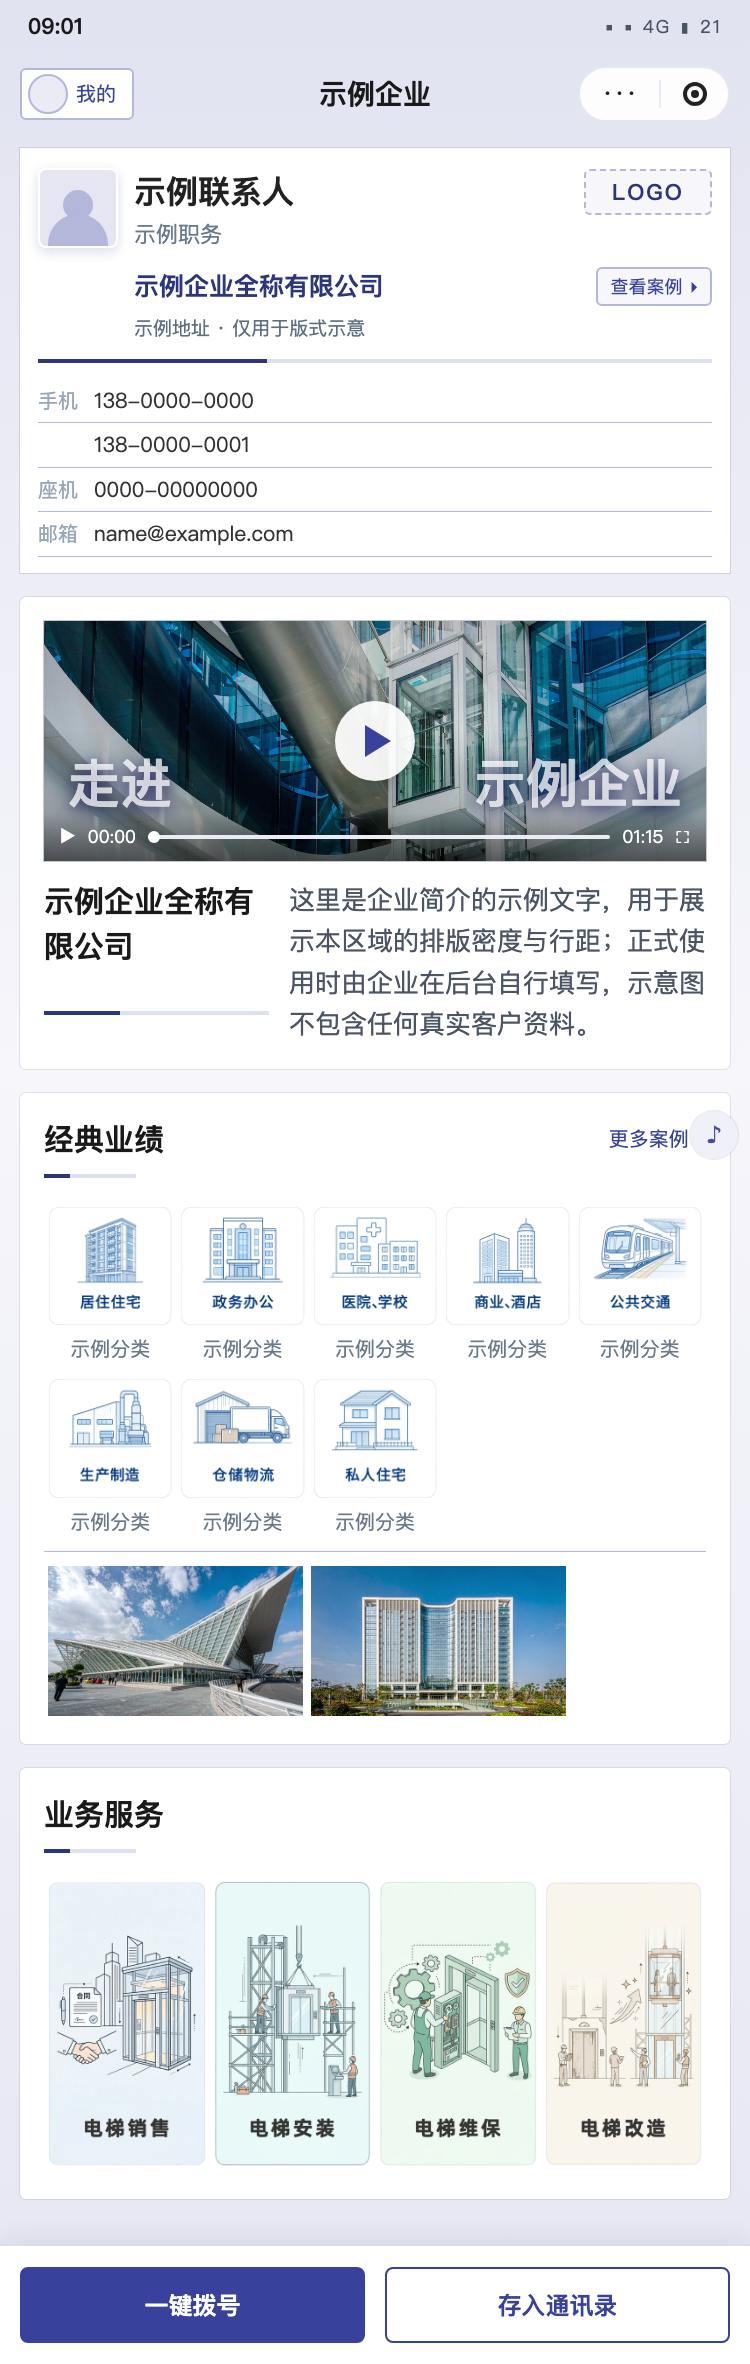 09:01
4G 21
我的
示例企业
示例联系人
LOGO
示例职务
示例企业全称有限公司
查看案例
示例地址 · 仅用于版式示意
手机 138-0000-0000
138-0000-0001
座机 0000-00000000
邮箱 name@example.com
走进 示例企业
00:00 01:15
示例企业全称有
限公司
这里是企业简介的示例文字，用于展
示本区域的排版密度与行距；正式使
用时由企业在后台自行填写，示意图
不包含任何真实客户资料。
经典业绩
更多案例
居住住宅 政务办公 医院、学校 商业、酒店 公共交通
示例分类 示例分类 示例分类 示例分类 示例分类
生产制造 仓储物流 私人住宅
示例分类 示例分类 示例分类
业务服务
合同
电梯销售 电梯安装 电梯维保 电梯改造
一键拨号
存入通讯录